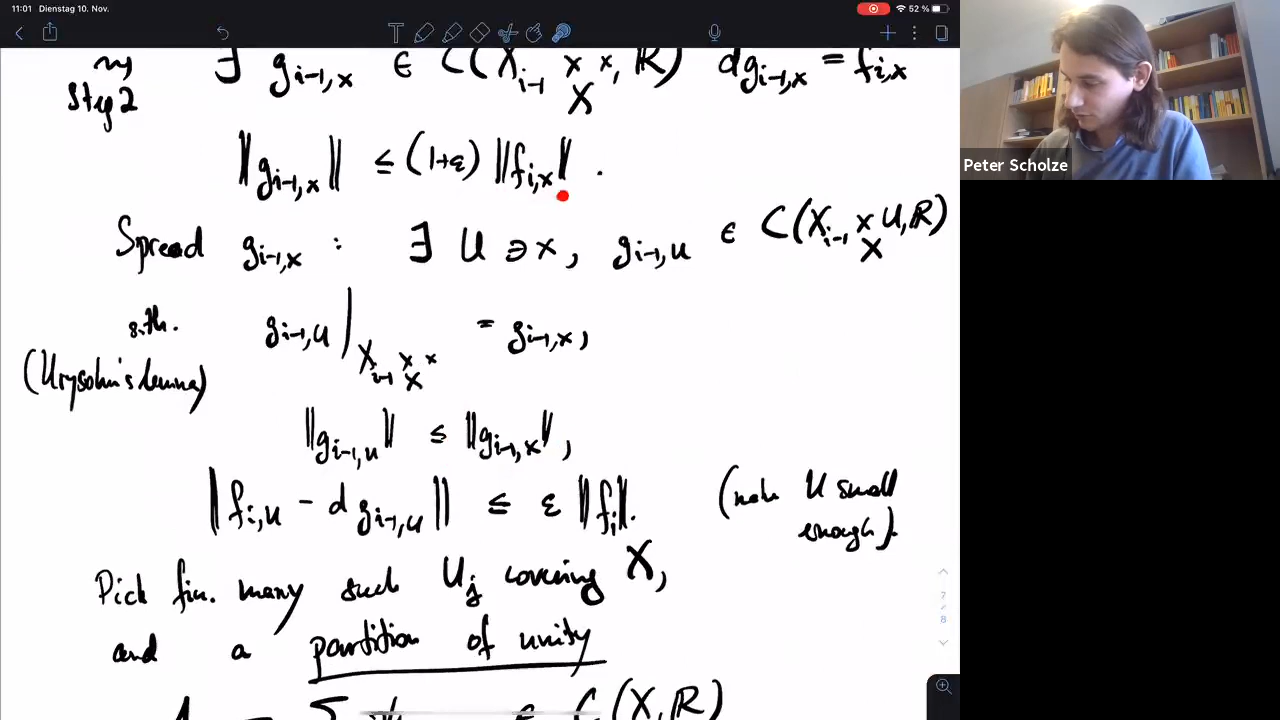 11:01 Dienstag 10. Nov.
52 %
⇝ ∃ g_{i-1,x} ∈ C(X_{i-1} ×_X x, ℝ) dg_{i-1,x} = f_{i,x}
Step 2
‖g_{i-1,x}‖ ≤ (1+ε) ‖f_{i,x}‖ .
Spread g_{i-1,x} : ∃ U ∋ x, g_{i-1,U} ∈ C(X_{i-1} ×_X U, ℝ)
s.th. g_{i-1,U} |_{X_{i-1} ×_X x} = g_{i-1,x} ,
(Urysohn's lemma)
‖g_{i-1,U}‖ ≤ ‖g_{i-1,x}‖ ,
‖f_{i,U} - d g_{i-1,U}‖ ≤ ε ‖f_i‖. (make U small
enough).
Pick fin. many such U_j covering X,
and a partition of unity
∈ C(X, ℝ)
Peter Scholze
7
/
8